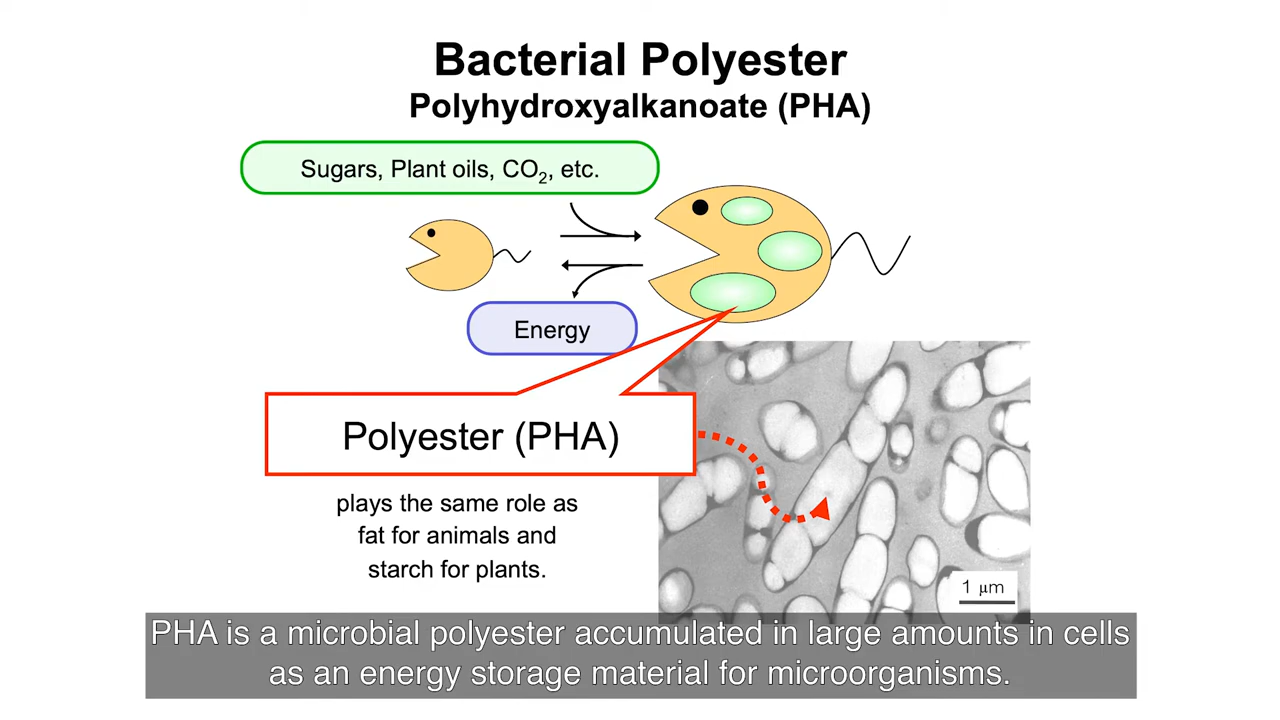 Bacterial Polyester
Polyhydroxyalkanoate (PHA)
Sugars, Plant oils, CO₂, etc.
Energy
Polyester (PHA)
plays the same role as
fat for animals and
starch for plants.
1 μm
PHA is a microbial polyester accumulated in large amounts in cells
as an energy storage material for microorganisms.